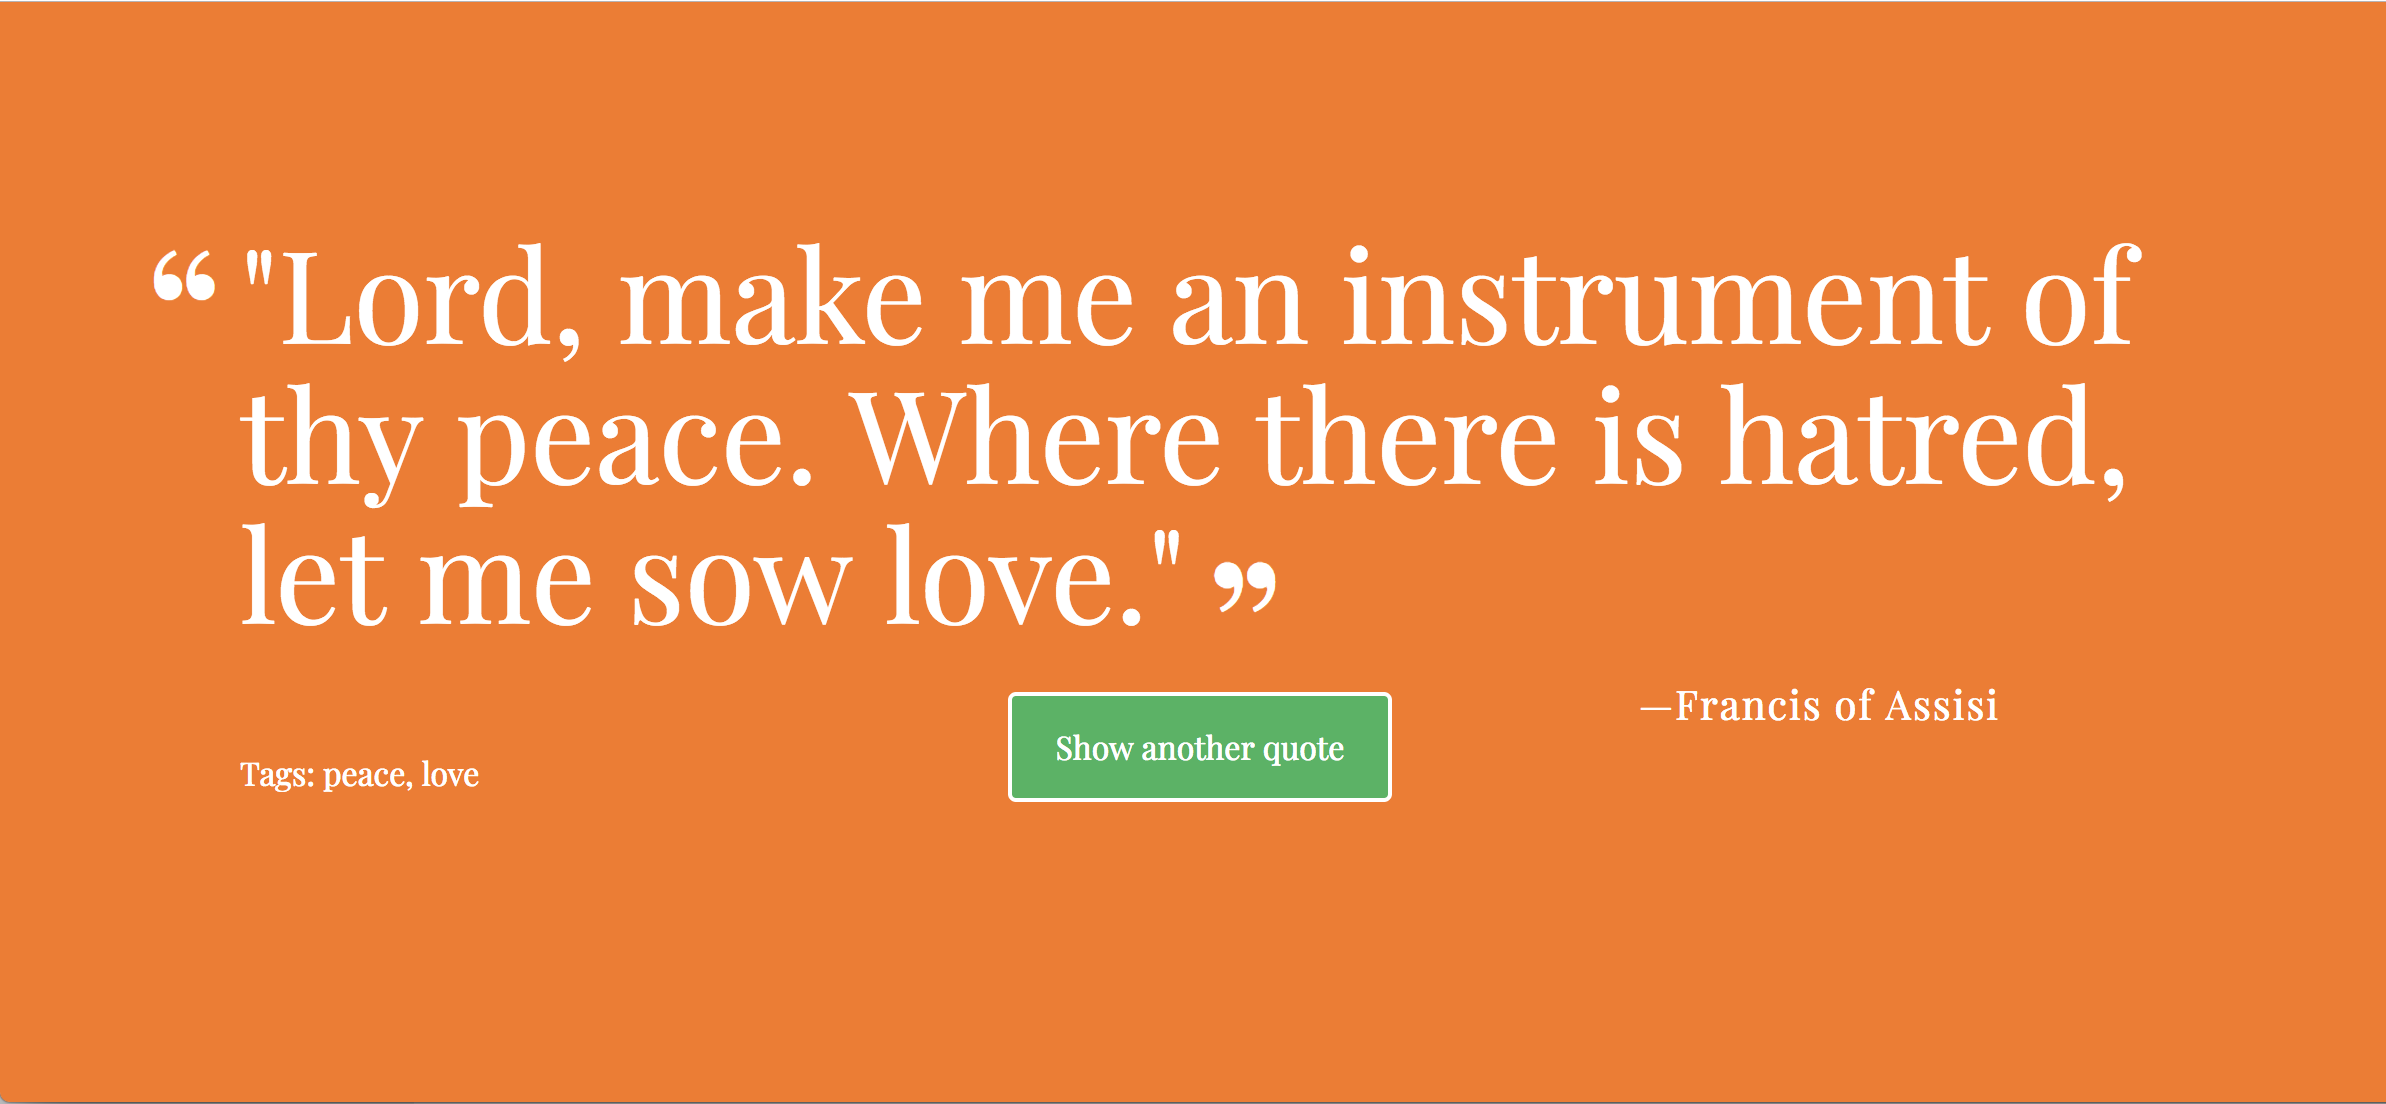 “ "Lord, make me an instrument of
thy peace. Where there is hatred,
let me sow love." ”
—Francis of Assisi
Show another quote
Tags: peace, love